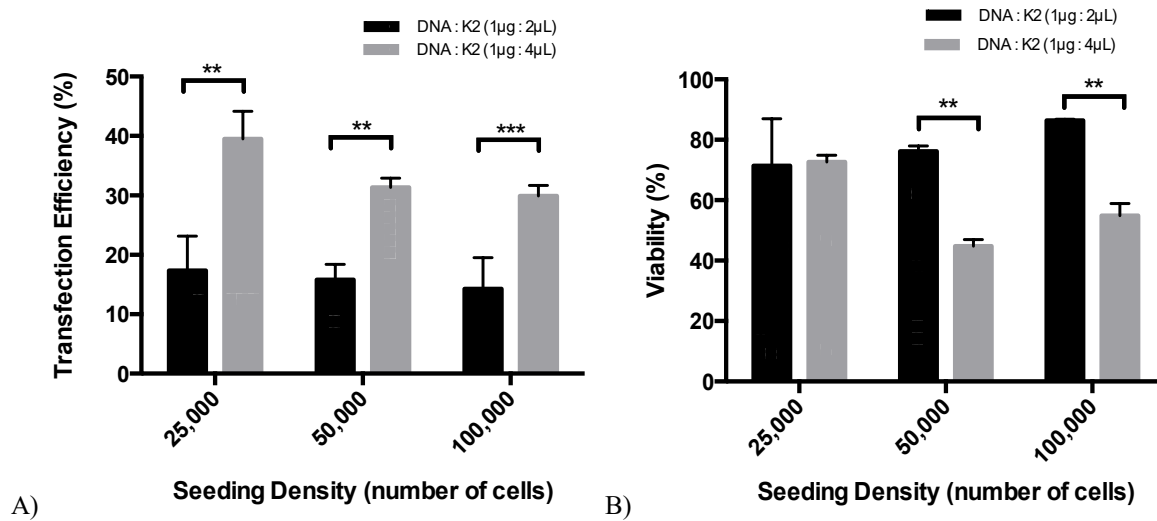 DNA : K2 (1µg : 2µL)
DNA : K2 (1µg : 4µL)
Transfection Efficiency (%)
50
40
30
20
10
0
**
**
***
25,000
50,000
100,000
Seeding Density (number of cells)
A)
DNA : K2 (1µg : 2µL)
DNA : K2 (1µg : 4µL)
Viability (%)
100
80
60
40
20
0
**
**
25,000
50,000
100,000
Seeding Density (number of cells)
B)